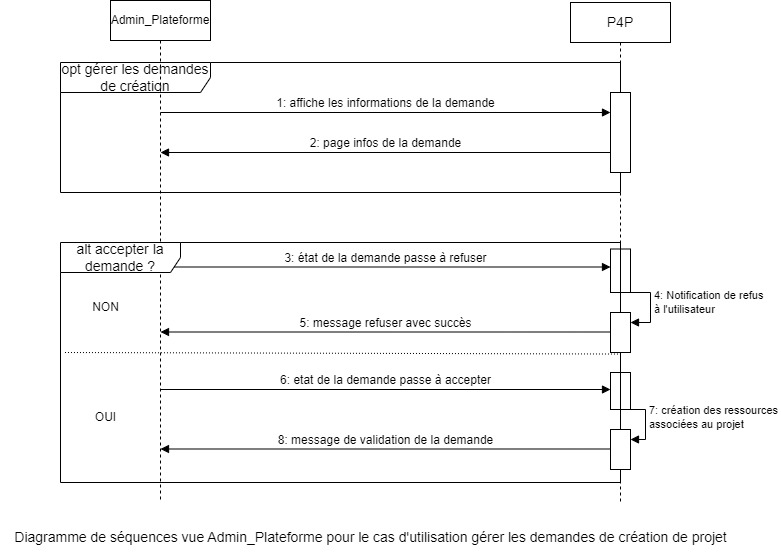 Admin_Plateforme
P4P
opt gérer les demandes
de création
1: affiche les informations de la demande
2: page infos de la demande
alt accepter la
demande ?
3: état de la demande passe à refuser
NON
4: Notification de refus
à l'utilisateur
5: message refuser avec succès
6: etat de la demande passe à accepter
OUI
7: création des ressources
associées au projet
8: message de validation de la demande
Diagramme de séquences vue Admin_Plateforme pour le cas d'utilisation gérer les demandes de création de projet